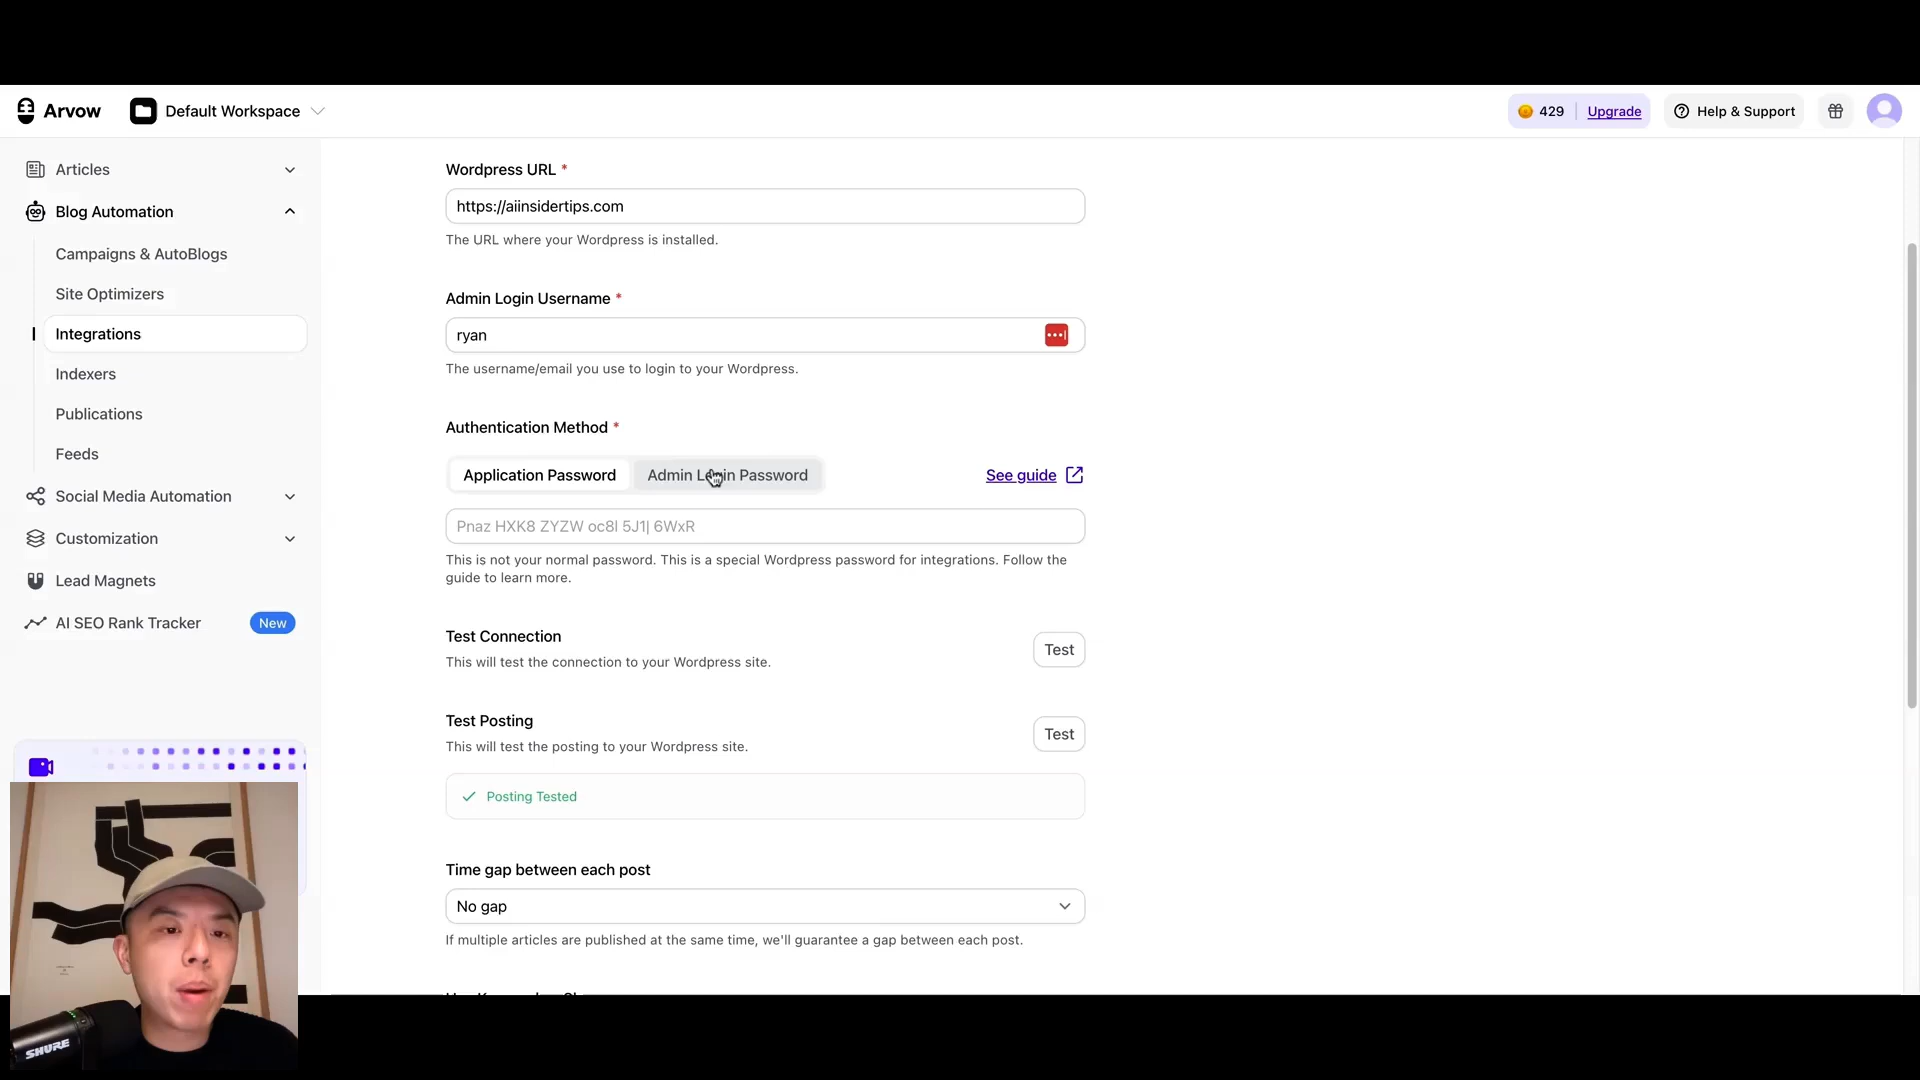 Arvow
Default Workspace
429
Upgrade
Help & Support
Articles
Blog Automation
Campaigns & AutoBlogs
Site Optimizers
Integrations
Indexers
Publications
Feeds
Social Media Automation
Customization
Lead Magnets
AI SEO Rank Tracker
New
Wordpress URL *
https://aiinsidertips.com
The URL where your Wordpress is installed.
Admin Login Username *
ryan
The username/email you use to login to your Wordpress.
Authentication Method *
Application Password
Admin Login Password
See guide
Pnaz HXK8 ZYZW oc8l 5J1| 6WxR
This is not your normal password. This is a special Wordpress password for integrations. Follow the
guide to learn more.
Test Connection
This will test the connection to your Wordpress site.
Test
Test Posting
This will test the posting to your Wordpress site.
Test
Posting Tested
Time gap between each post
No gap
If multiple articles are published at the same time, we'll guarantee a gap between each post.
SHURE